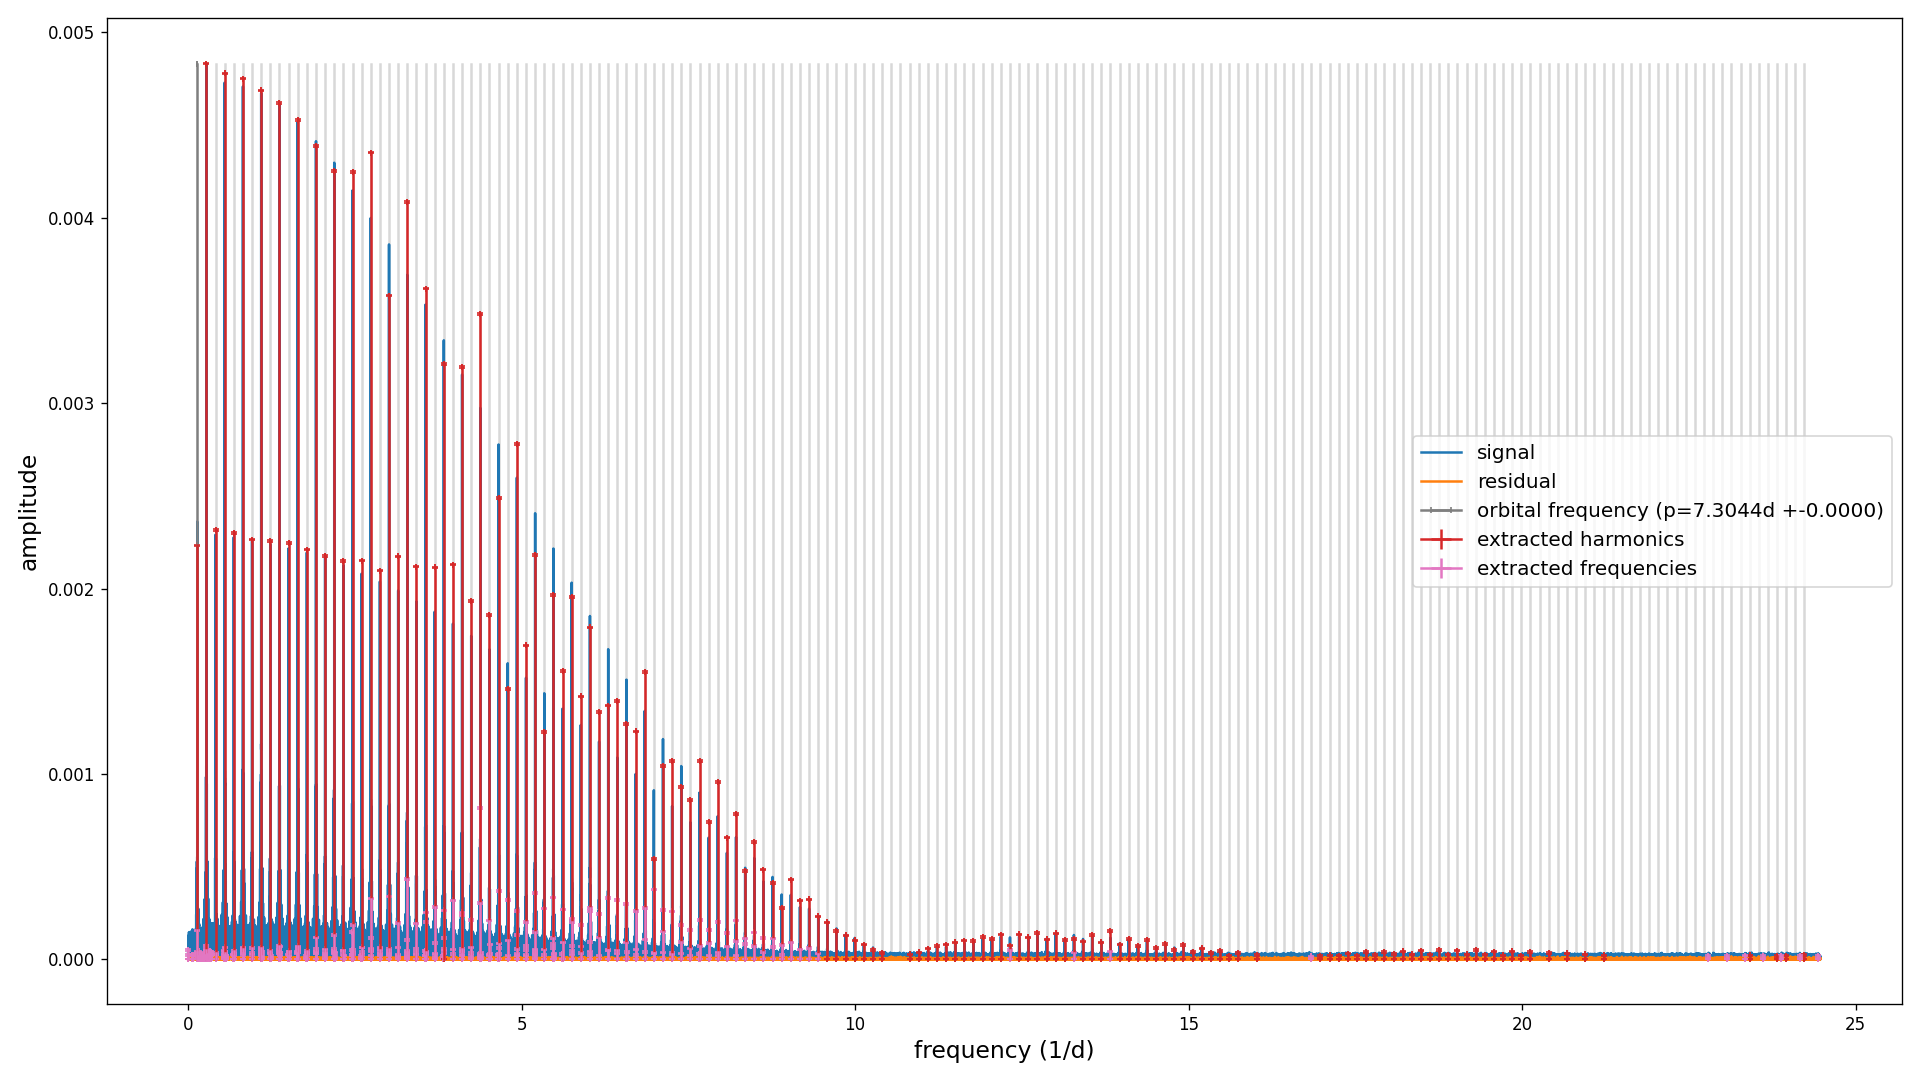 0.005
0.004
0.003
0.002
0.001
0.000
amplitude
signal
residual
orbital frequency (p=7.3044d +-0.0000)
extracted harmonics
extracted frequencies
0 5 10 15 20 25
frequency (1/d)